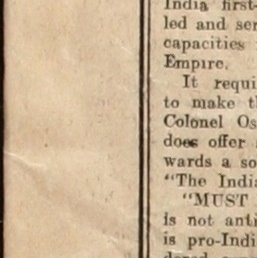 India first-
led and ser
capacities
Empire.
It requi
to make th
Colonel Os
does offer
wards a so
"The India
"MUST
is not anti
is pro-Indi